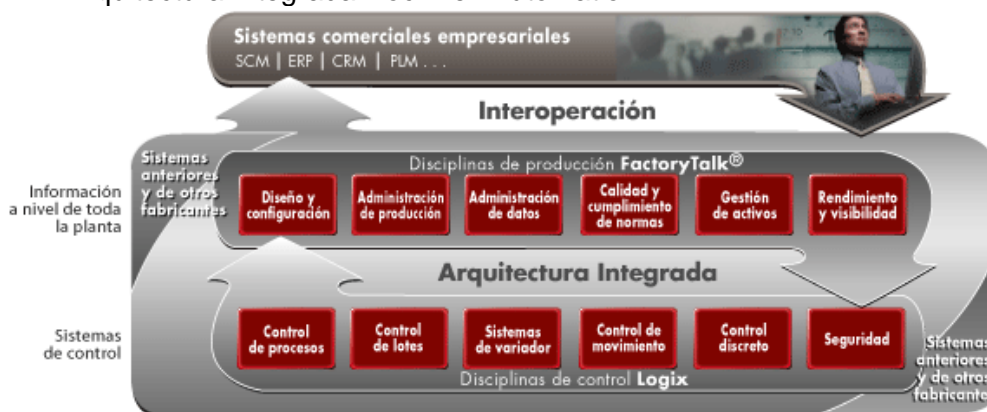 Sistemas comerciales empresariales
SCM | ERP | CRM | PLM . . .
Interoperación
Sistemas
anteriores
y de otros
fabricantes
Disciplinas de producción FactoryTalk®
Información
a nivel de toda
la planta
Diseño y
configuración
Administración
de producción
Administración
de datos
Calidad y
cumplimiento
de normas
Gestión
de activos
Rendimiento
y visibilidad
Arquitectura Integrada
Sistemas
de control
Control
de procesos
Control
de lotes
Sistemas
de variador
Control de
movimiento
Control
discreto
Seguridad
Sistemas
anteriores
y de otros
fabricantes
Disciplinas de control Logix